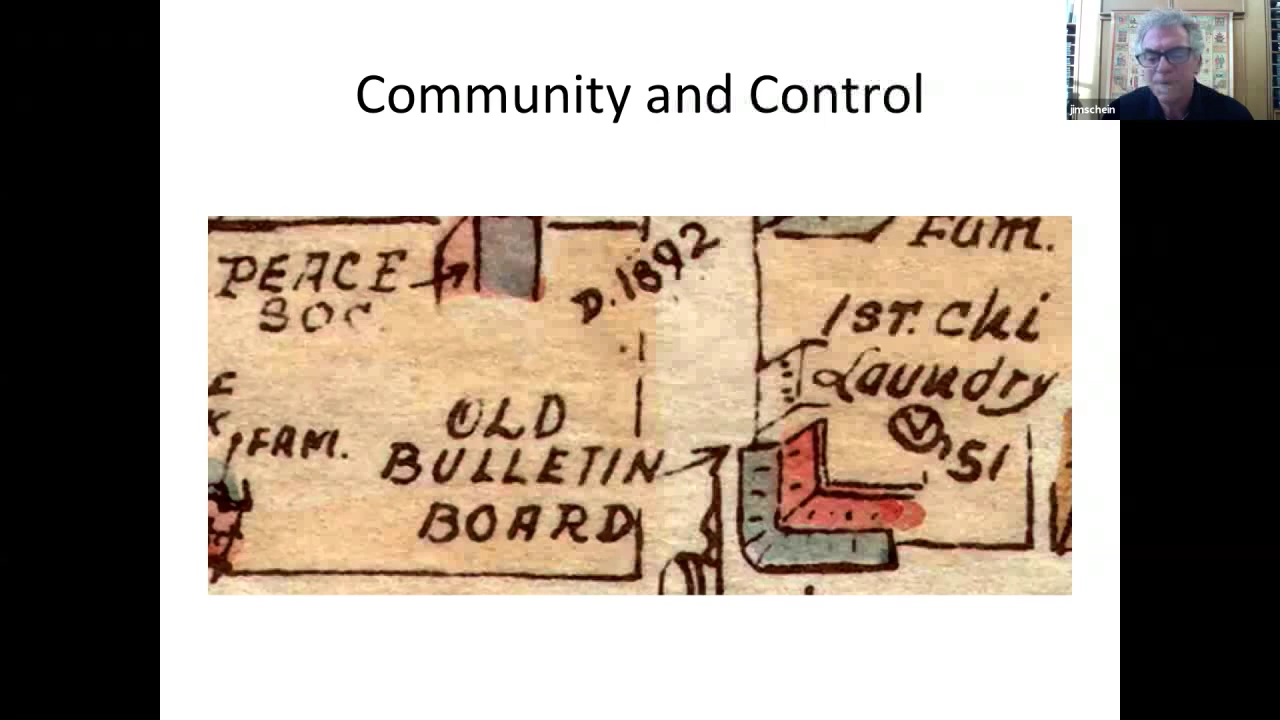 Community and Control
jimschein
PEACE
SOC.
D. 1892
Fam.
1ST. Chi
Laundry
51
FAM.
OLD
BULLETIN
BOARD